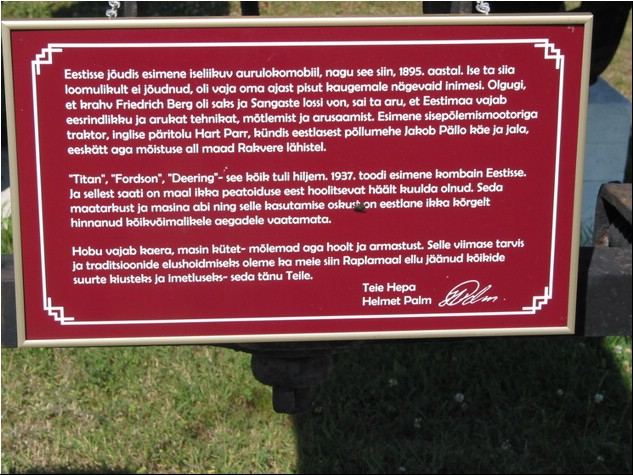 Eestisse jõudis esimene iseliikuv aurulokomobiil, nagu see siin, 1895. aastal. Ise ta siia
loomulikult ei jõudnud, oli vaja oma ajast pisut kaugemale nägevaid inimesi. Olgugi,
et krahv Friedrich Berg oli saks ja Sangaste lossi von, sai ta aru, et Eestimaa vajab
eesrindlikku ja arukat tehnikat, mõtlemist ja arusaamist. Esimene sisepõlemismootoriga
traktor, inglise päritolu Hart Parr, kündis eestlasest põllumehe Jakob Pällo käe ja jala,
eeskätt aga mõistuse all maad Rakvere lähistel.
"Titan", "Fordson", "Deering"- see kõik tuli hiljem. 1937. toodi esimene kombain Eestisse.
Ja sellest saati on maal ikka peatoiduse eest hoolitsevat häält kuulda olnud. Seda
maatarkust ja masina abi ning selle kasutamise oskust on eestlane ikka kõrgelt
hinnanud kõikvõimalikele aegadele vaatamata.
Hobu vajab kaera, masin kütet- mõlemad aga hoolt ja armastust. Selle viimase tarvis
ja traditsioonide elushoidmiseks oleme ka meie siin Raplamaal ellu jäänud kõikide
suurte kiusteks ja imetluseks- seda tänu Teile.
Teie Hepa
Helmet Palm